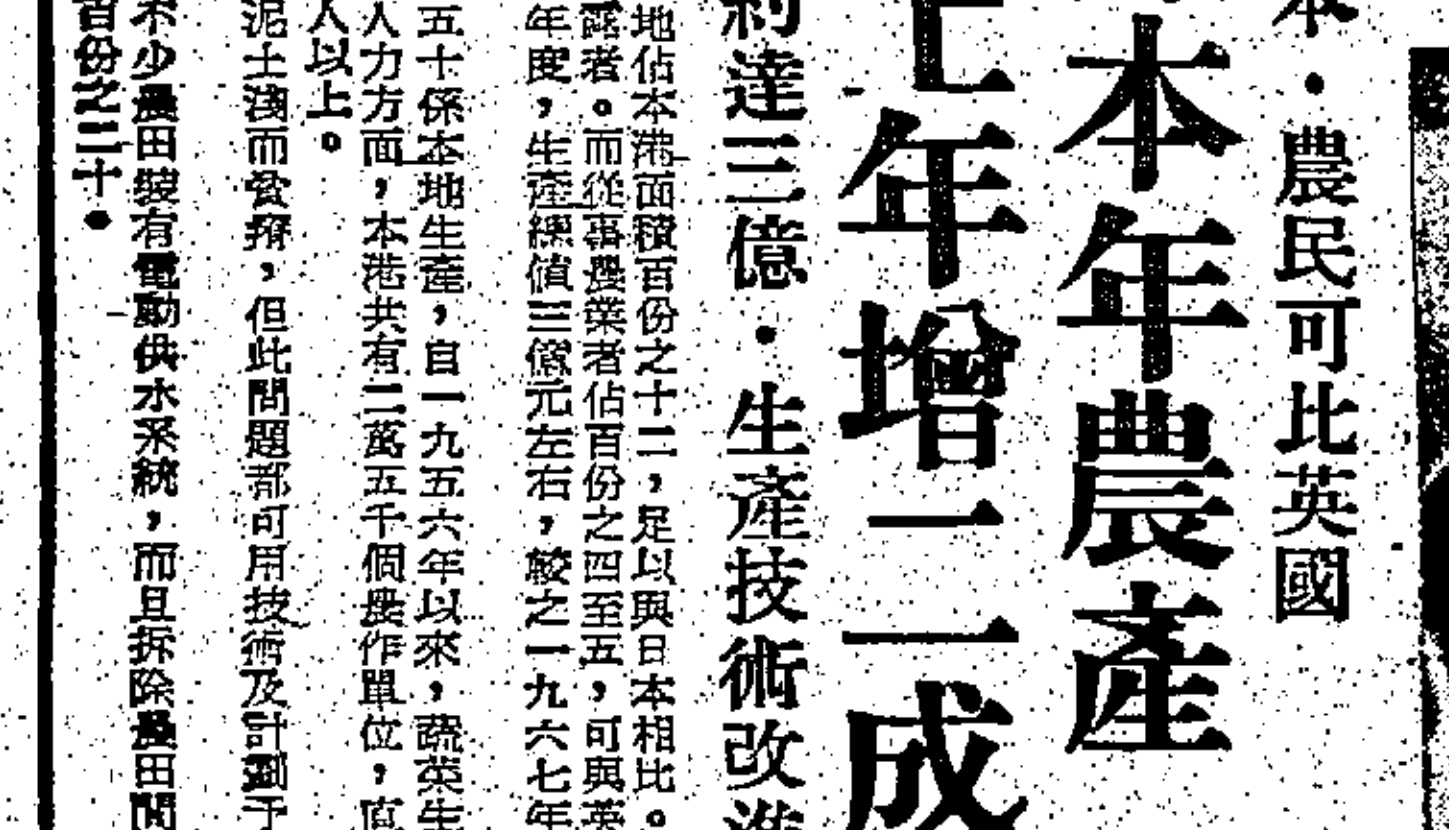 本・農民可比英國
本年農產
七年增二成
約達三億・生產技術改進
地佔本港面積百份之十二，足以與日本相比。
露者。而從事農業者佔百份之四至五，可與英
年度，生產總值三億元左右，較之一九六七年
五十係本地生產，自一九五六年以來，蔬菜生
人力方面，本港共有二萬五千個農作單位，直
人以上。
泥土淺而貧瘠，但此問題都可用技術及計劃予
不少農田裝有電動供水系統，而且拆除農田間
百份之二十。